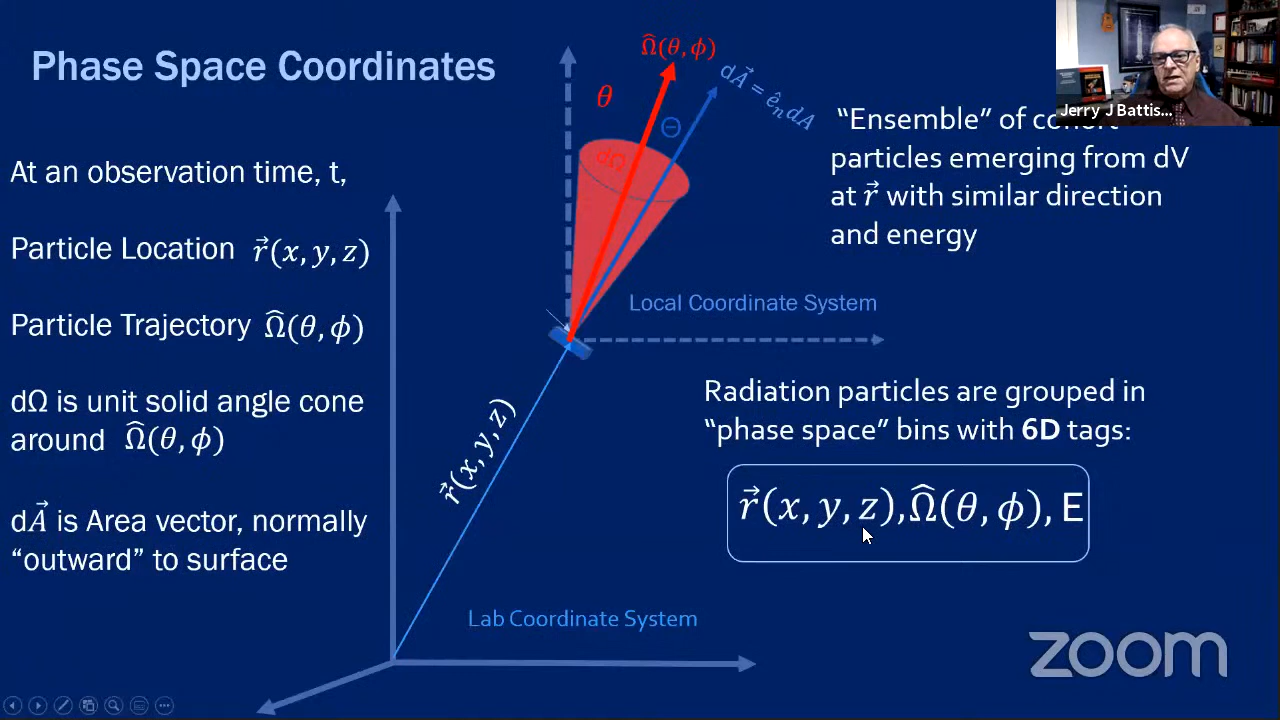 Phase Space Coordinates
At an observation time, t,
Particle Location r⃗(x, y, z)
Particle Trajectory Ω̂(θ, ϕ)
dΩ is unit solid angle cone
around Ω̂(θ, ϕ)
dA⃗ is Area vector, normally
“outward” to surface
Ω̂(θ, ϕ)
θ
Θ
dA⃗ = ê_n dA
dΩ
Local Coordinate System
r⃗(x, y, z)
Lab Coordinate System
Jerry J Battis...
“Ensemble” of cohort
particles emerging from dV
at r⃗ with similar direction
and energy
Radiation particles are grouped in
“phase space” bins with 6D tags:
r⃗(x, y, z), Ω̂(θ, ϕ), E
zoom